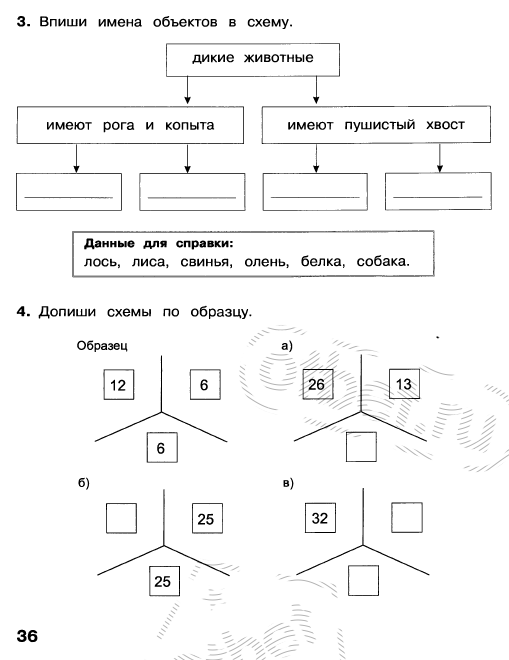 3. Впиши имена объектов в схему.
дикие животные
имеют рога и копыта
имеют пушистый хвост
Данные для справки:
лось, лиса, свинья, олень, белка, собака.
4. Допиши схемы по образцу.
Образец
12 6
6
а)
26 13
б)
25
25
в)
32
36